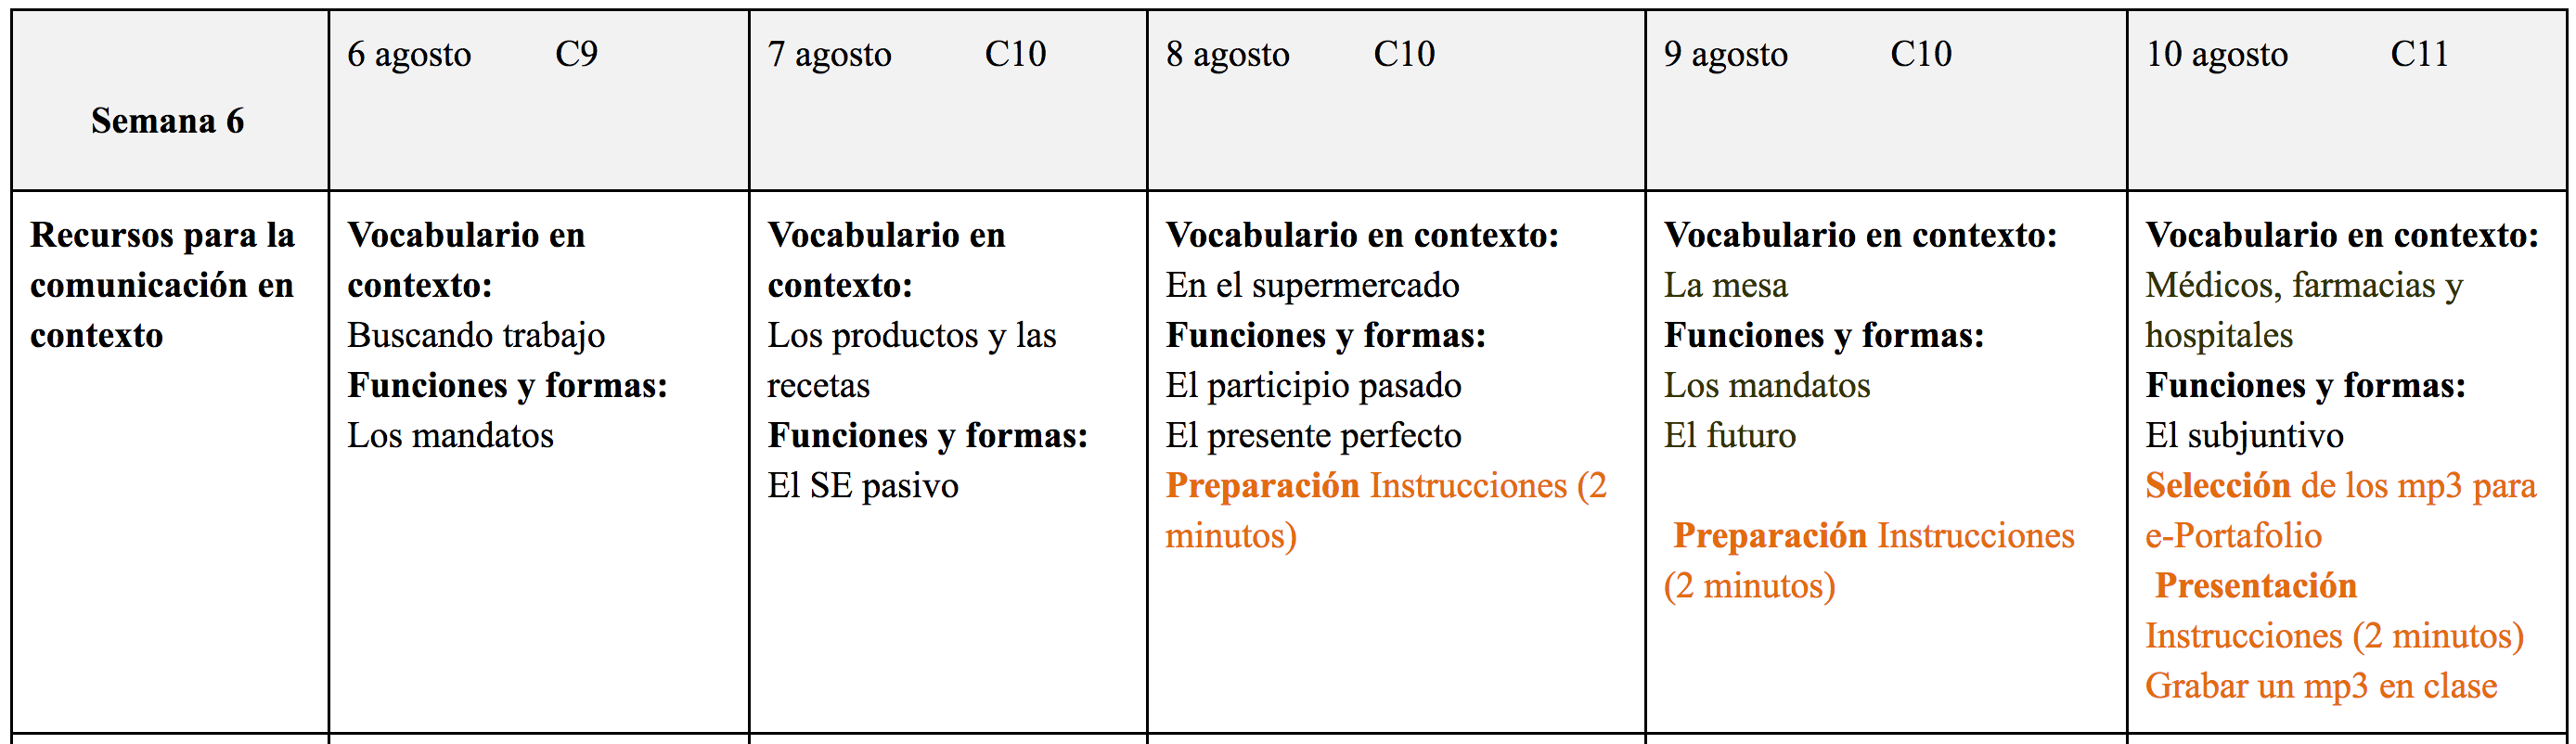 Semana 6
6 agosto C9
7 agosto C10
8 agosto C10
9 agosto C10
10 agosto C11
Recursos para la
comunicación en
contexto
Vocabulario en
contexto:
Buscando trabajo
Funciones y formas:
Los mandatos
Vocabulario en
contexto:
Los productos y las
recetas
Funciones y formas:
El SE pasivo
Vocabulario en contexto:
En el supermercado
Funciones y formas:
El participio pasado
El presente perfecto
Preparación Instrucciones (2
minutos)
Vocabulario en contexto:
La mesa
Funciones y formas:
Los mandatos
El futuro
Preparación Instrucciones
(2 minutos)
Vocabulario en contexto:
Médicos, farmacias y
hospitales
Funciones y formas:
El subjuntivo
Selección de los mp3 para
e-Portafolio
Presentación
Instrucciones (2 minutos)
Grabar un mp3 en clase